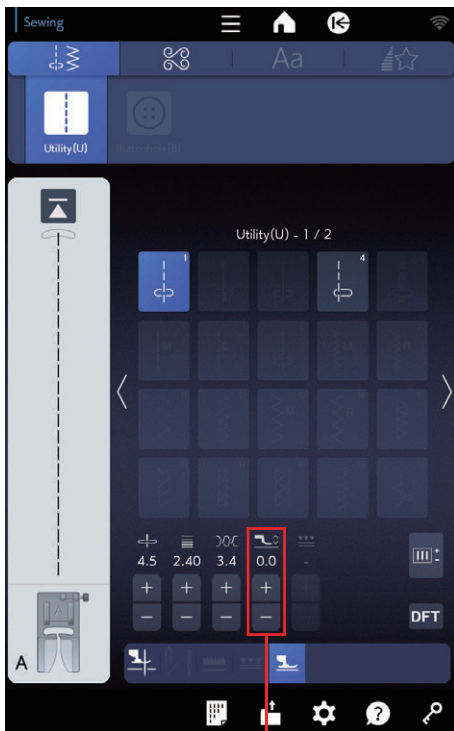 Sewing
Aa
Utility(U)
Buttonhole(B)
Utility(U) - 1 / 2
1
4
4.5 2.40 3.4 0.0 -
+ + + +
− − − −
DFT
A
A
?